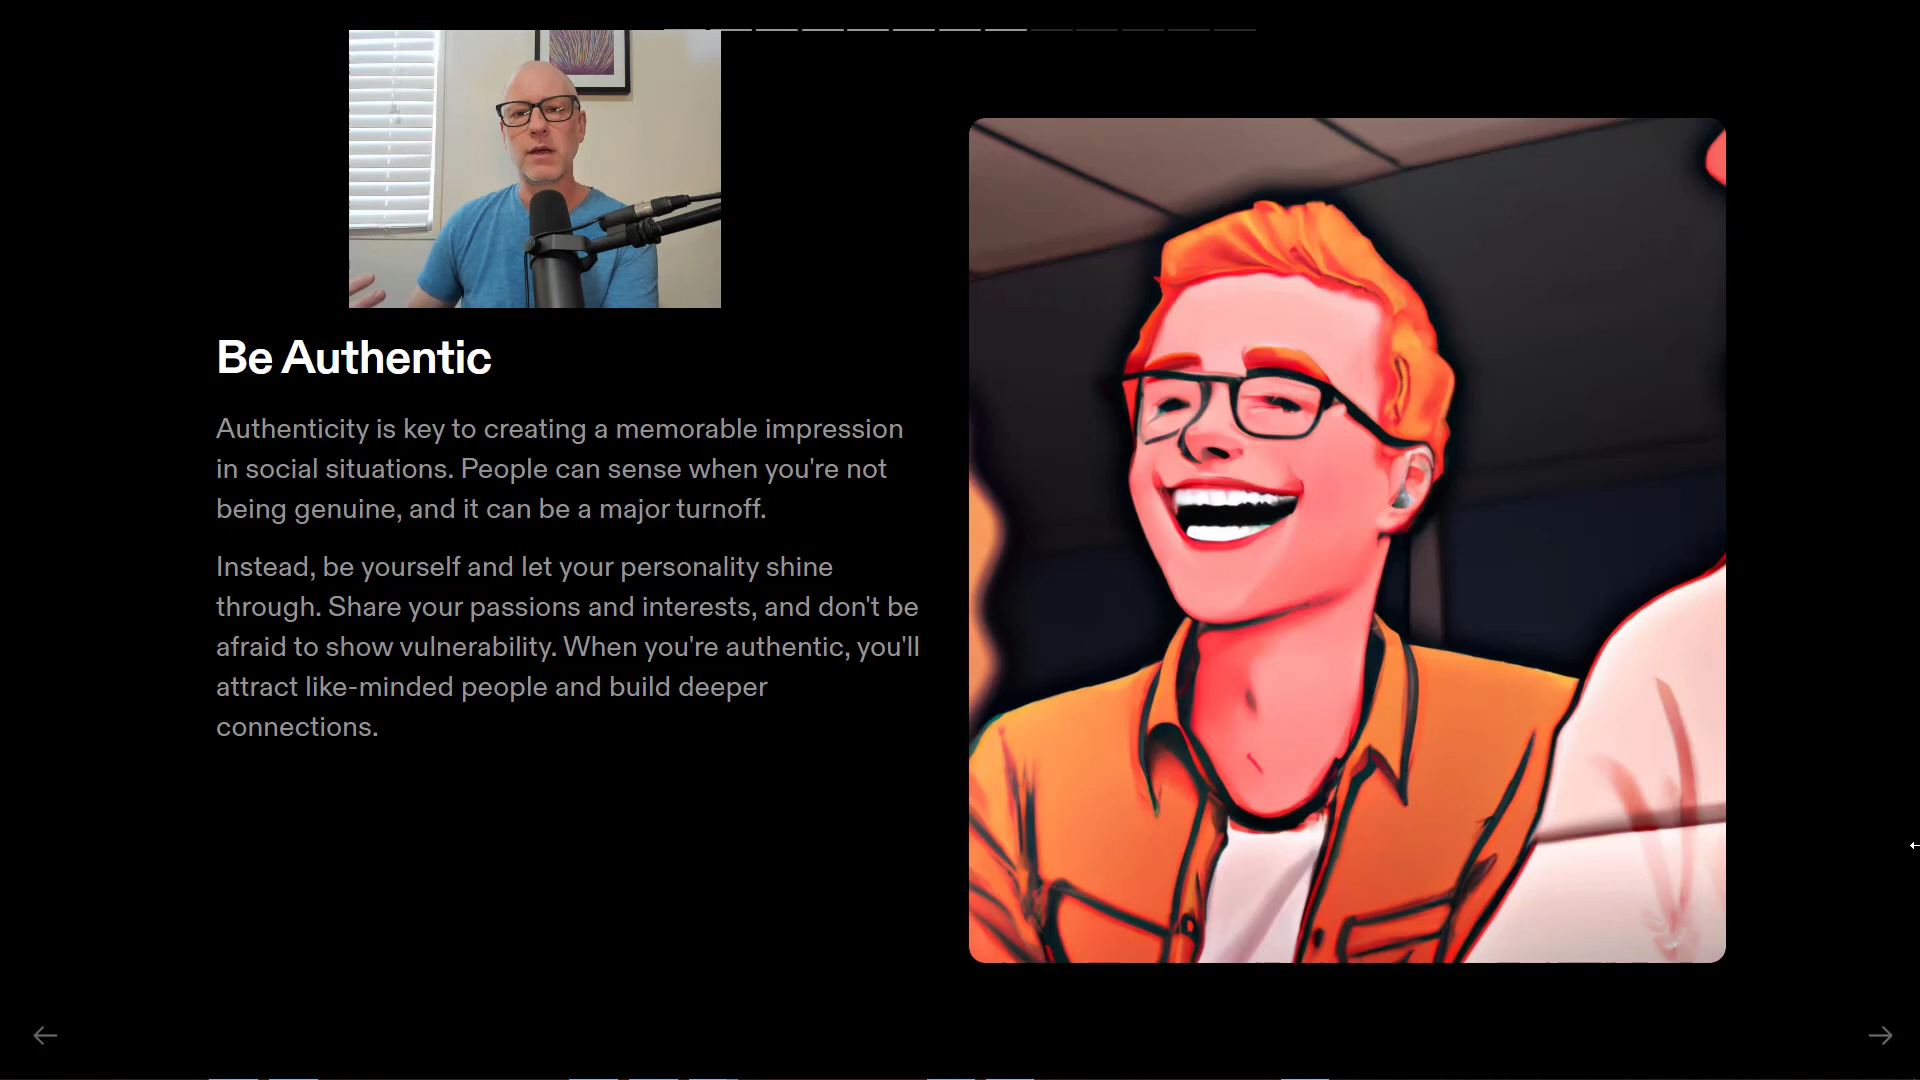 Be Authentic
Authenticity is key to creating a memorable impression
in social situations. People can sense when you're not
being genuine, and it can be a major turnoff.
Instead, be yourself and let your personality shine
through. Share your passions and interests, and don't be
afraid to show vulnerability. When you're authentic, you'll
attract like-minded people and build deeper
connections.